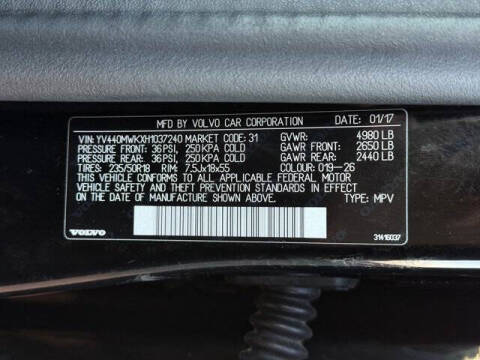 MFD. BY VOLVO CAR CORPORATION DATE: 01/17
VIN: YV440MWKXH1037240 MARKET CODE: 31 GVWR: 4980 LB
PRESSURE FRONT: 36 PSI, 250 KPA COLD GAWR FRONT: 2650 LB
PRESSURE REAR: 36 PSI, 250 KPA COLD GAWR REAR: 2440 LB
TIRES: 235/50R18 7.5Jx18x55 COLOUR: 019-26
THIS VEHICLE CONFORMS TO ALL APPLICABLE FEDERAL MOTOR
VEHICLE SAFETY AND THEFT PREVENTION STANDARDS IN EFFECT
ON THE DATE OF MANUFACTURE SHOWN ABOVE. TYPE: MPV
VOLVO 31416037